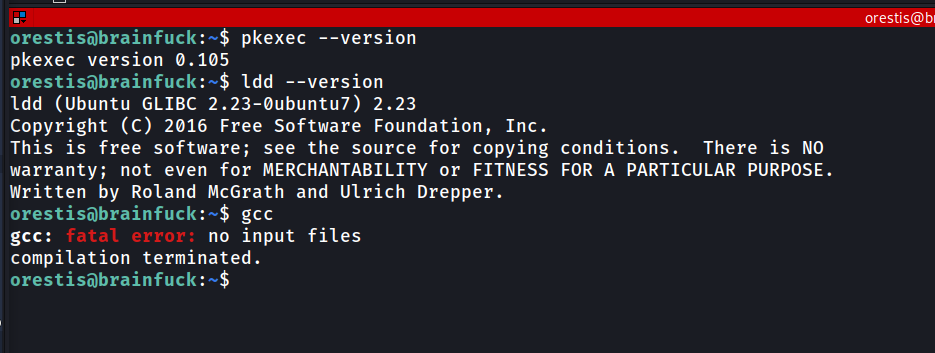 orestis@br
orestis@brainfuck:~$ pkexec --version
pkexec version 0.105
orestis@brainfuck:~$ ldd --version
ldd (Ubuntu GLIBC 2.23-0ubuntu7) 2.23
Copyright (C) 2016 Free Software Foundation, Inc.
This is free software; see the source for copying conditions.  There is NO
warranty; not even for MERCHANTABILITY or FITNESS FOR A PARTICULAR PURPOSE.
Written by Roland McGrath and Ulrich Drepper.
orestis@brainfuck:~$ gcc
gcc: fatal error: no input files
compilation terminated.
orestis@brainfuck:~$